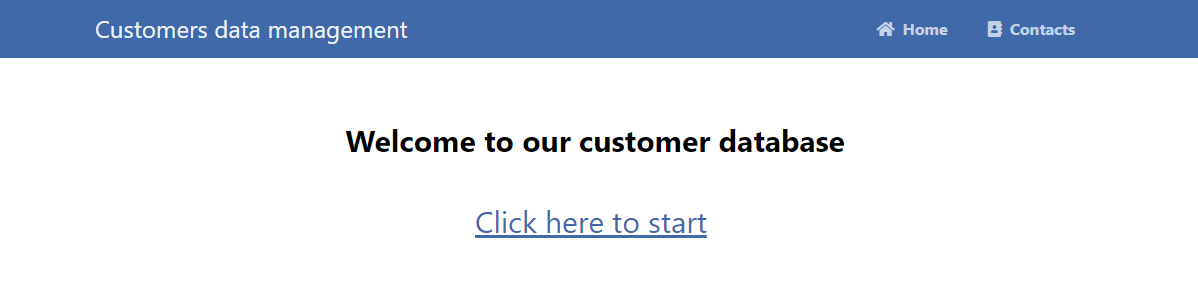 Customers data management
Home
Contacts
Welcome to our customer database
Click here to start